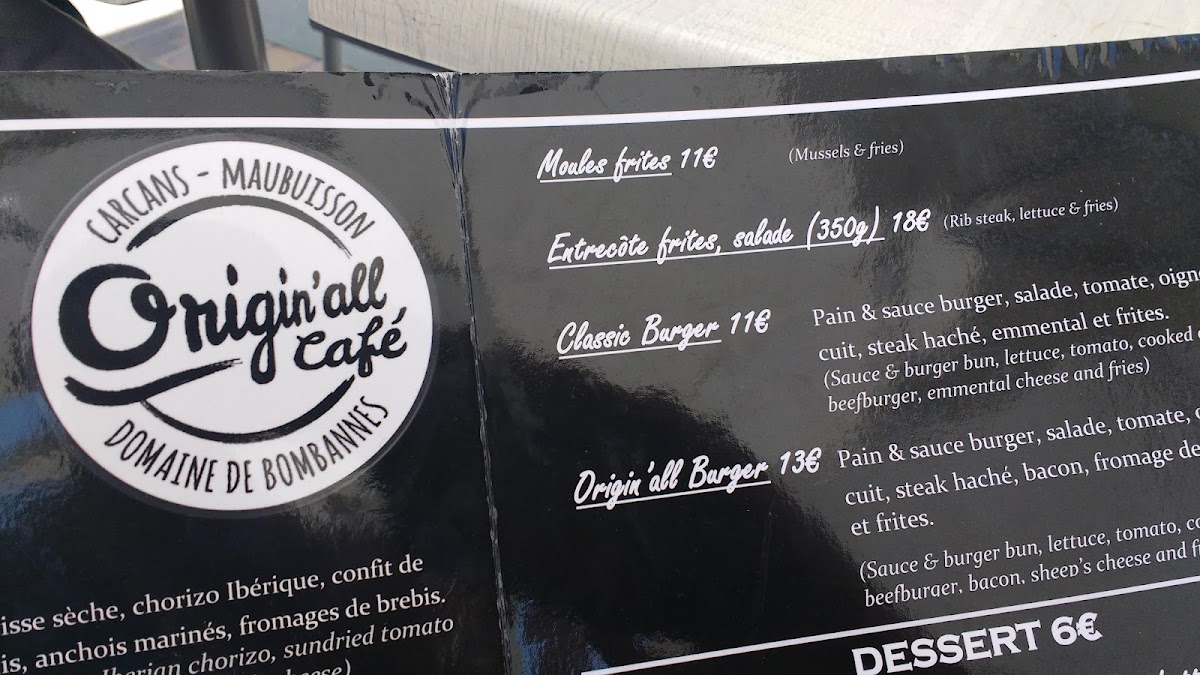 CARCANS - MAUBUISSON
Origin'all
Café
DOMAINE DE BOMBANNES
sèche, chorizo Ibérique, confit de
anchois marinés, fromages de brebis.
chorizo, sundried tomato
Moules frites 11€ (Mussels & fries)
Entrecôte frites, salade (350g) 18€ (Rib steak, lettuce & fries)
Classic Burger 11€
Pain & sauce burger, salade, tomate,
cuit, steak haché, emmental et frites.
(Sauce & burger bun, lettuce, tomato, cooked
beefburger, emmental cheese and fries)
Origin'all Burger 13€
Pain & sauce burger, salade, tomate,
cuit, steak haché, bacon, fromage de
et frites.
(Sauce & burger bun, lettuce, tomato,
beefburger, bacon, sheep's cheese and
DESSERT 6€